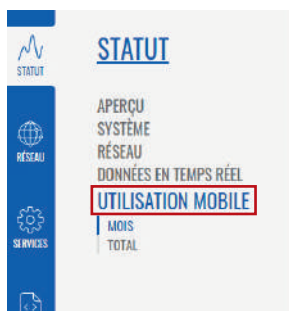 STATUT
STATUT
APERÇU
SYSTÈME
RÉSEAU
RÉSEAU
DONNÉES EN TEMPS RÉEL
UTILISATION MOBILE
MOIS
SERVICES
TOTAL